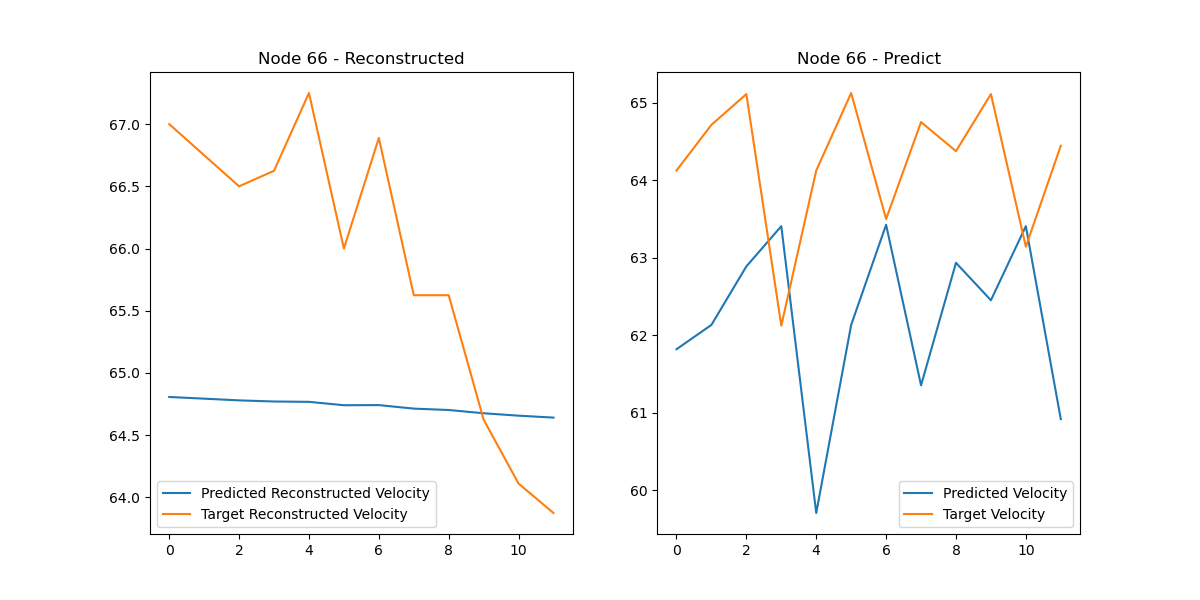 Node 66 - Reconstructed
67.0
66.5
66.0
65.5
65.0
64.5
64.0
0 2 4 6 8 10
Predicted Reconstructed Velocity
Target Reconstructed Velocity
Node 66 - Predict
65
64
63
62
61
60
0 2 4 6 8 10
Predicted Velocity
Target Velocity